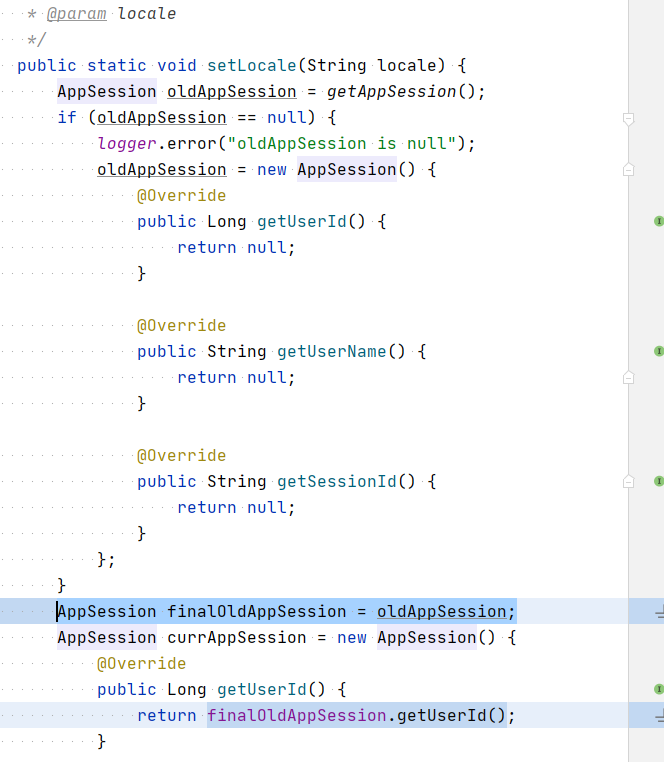 * @param locale
*/
public static void setLocale(String locale) {
AppSession oldAppSession = getAppSession();
if (oldAppSession == null) {
logger.error("oldAppSession is null");
oldAppSession = new AppSession() {
@Override
public Long getUserId() {
return null;
}
@Override
public String getUserName() {
return null;
}
@Override
public String getSessionId() {
return null;
}
};
}
AppSession finalOldAppSession = oldAppSession;
AppSession currAppSession = new AppSession() {
@Override
public Long getUserId() {
return finalOldAppSession.getUserId();
}